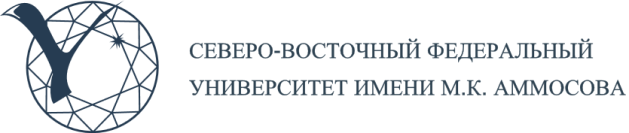 СЕВЕРО-ВОСТОЧНЫЙ ФЕДЕРАЛЬНЫЙ
УНИВЕРСИТЕТ ИМЕНИ М.К. АММОСОВА